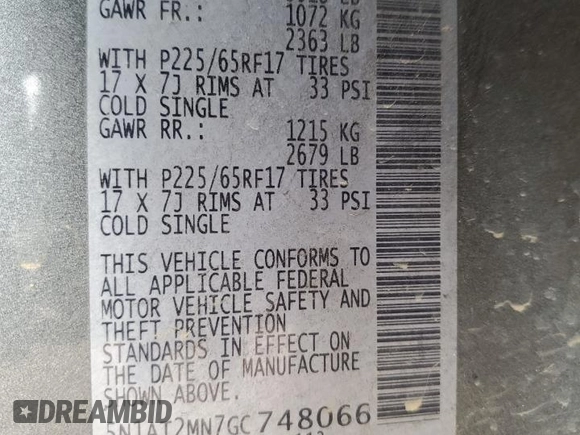 GAWR FR.: 1072 KG
2363 LB
WITH P225/65RF17 TIRES
17 X 7J RIMS AT 33 PSI
COLD SINGLE
GAWR RR.: 1215 KG
2679 LB
WITH P225/65RF17 TIRES
17 X 7J RIMS AT 33 PSI
COLD SINGLE
THIS VEHICLE CONFORMS TO
ALL APPLICABLE FEDERAL
MOTOR VEHICLE SAFETY AND
THEFT PREVENTION
STANDARDS IN EFFECT ON
THE DATE OF MANUFACTURE
SHOWN ABOVE.
5N1AT2MN7GC748066
DREAMBID